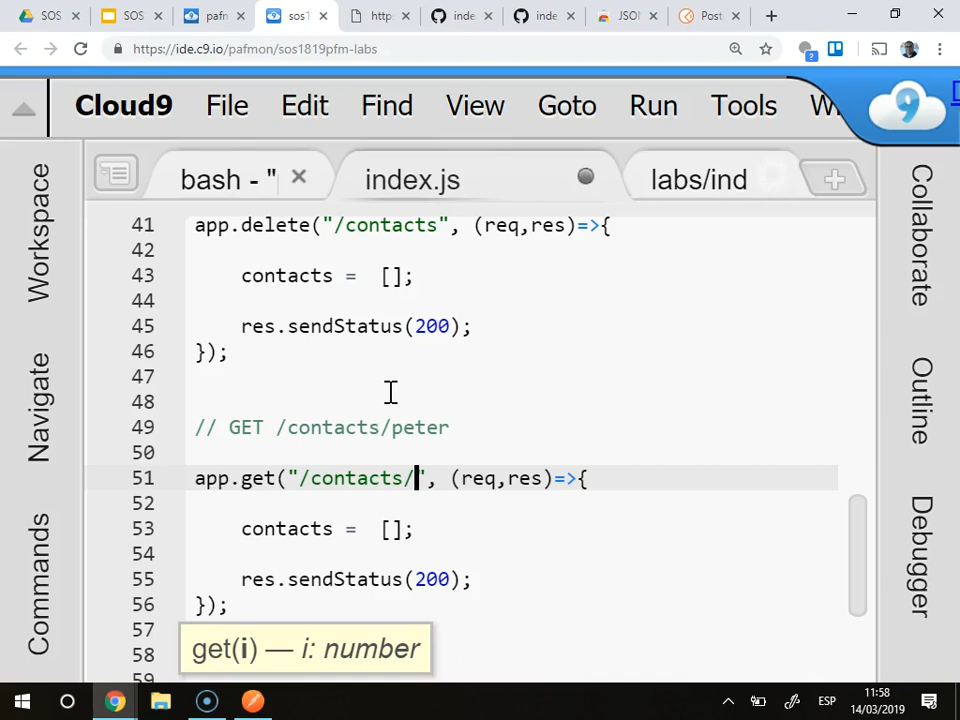 SOS
SOS
pafm
sos1
http
inde
inde
JSON
Post
https://ide.c9.io/pafmon/sos1819pfm-labs
?
Cloud9 File Edit Find View Goto Run Tools
9
bash - "
index.js
labs/ind
Workspace
Navigate
Commands
Collaborate
Outline
Debugger
41 app.delete("/contacts", (req,res)=>{
42
43 contacts = [];
44
45 res.sendStatus(200);
46 });
47
48
49 // GET /contacts/peter
50
51 app.get("/contacts/", (req,res)=>{
52
53 contacts = [];
54
55 res.sendStatus(200);
56 });
57
58
59
get(i) — i: number
ESP
11:58
14/03/2019